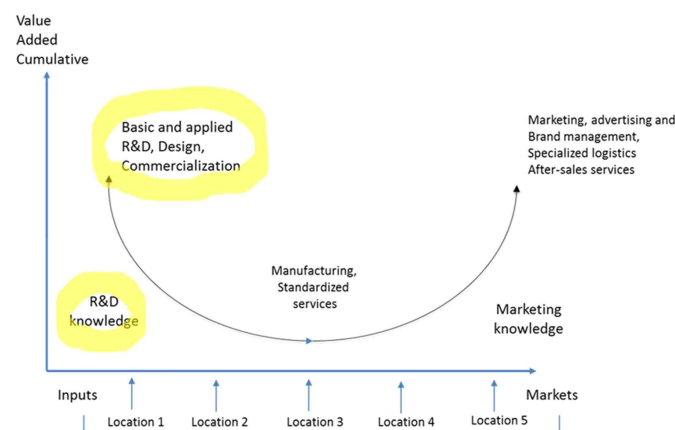 Value
Added
Cumulative
Basic and applied
R&D, Design,
Commercialization
Marketing, advertising and
Brand management,
Specialized logistics
After-sales services
Manufacturing,
Standardized
services
R&D
knowledge
Marketing
knowledge
Inputs
Markets
Location 1
Location 2
Location 3
Location 4
Location 5